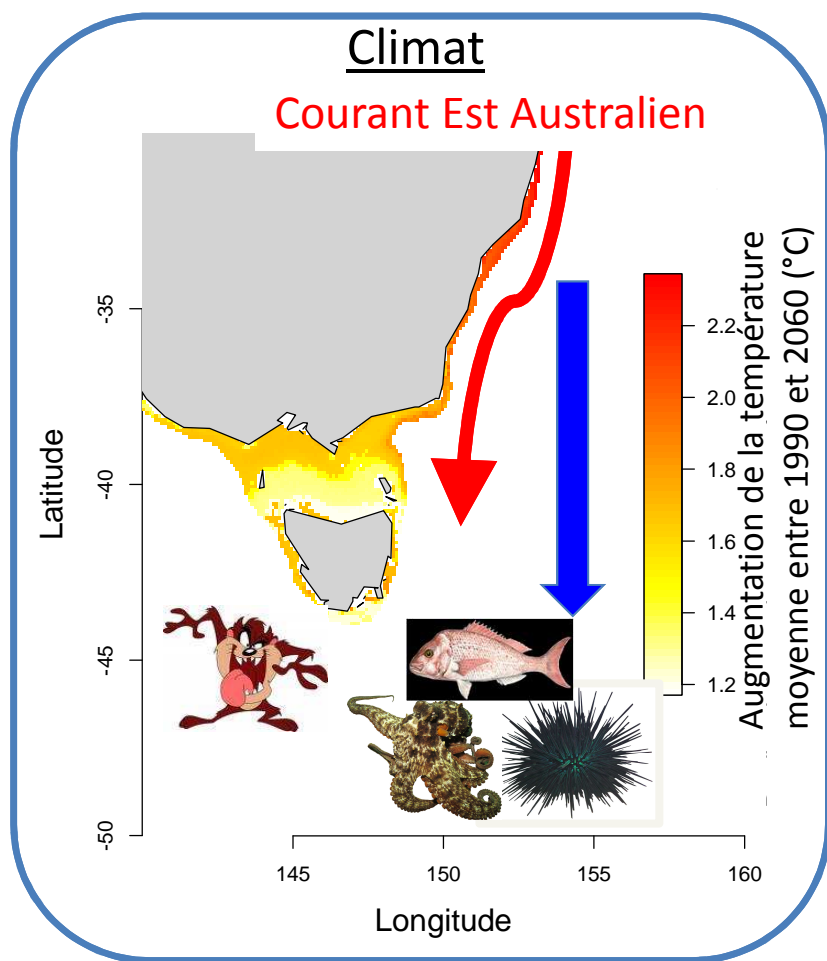 Climat
Courant Est Australien
Latitude
-35
-40
-45
-50
145
150
155
160
Longitude
2.2
2.0
1.8
1.6
1.4
1.2
Augmentation de la température
moyenne entre 1990 et 2060 (°C)